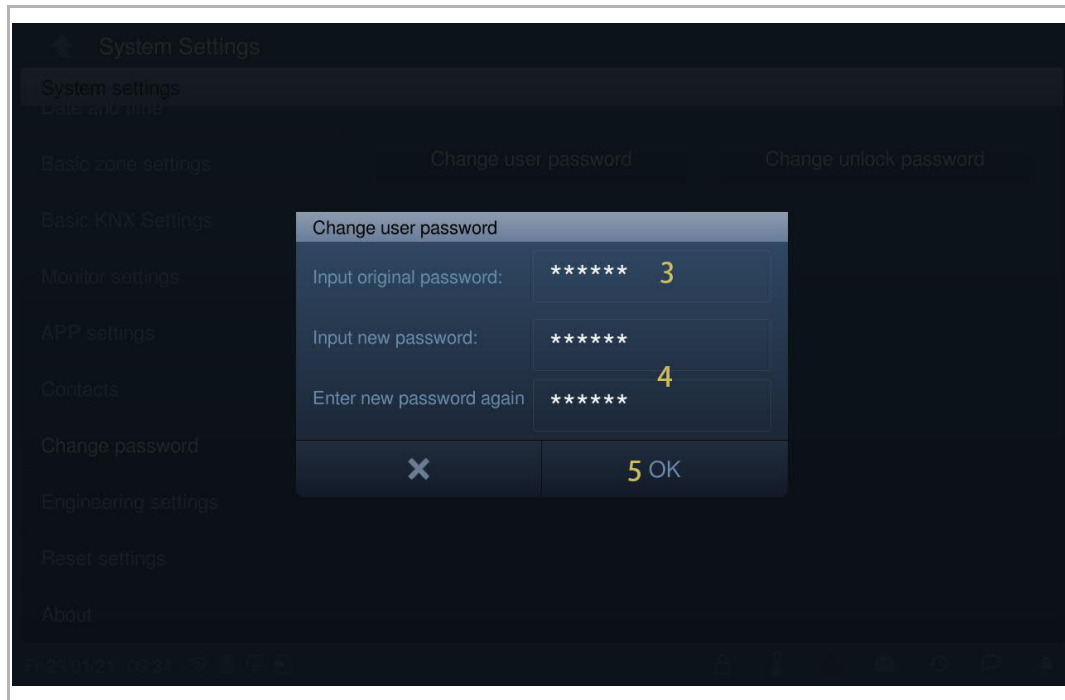 System Settings
System settings
Date and time
Basic zone settings
Change user password
Change unlock password
Basic KNX Settings
Change user password
Monitor settings
Input original password:
****** 3
APP settings
Input new password:
******
4
Contacts
Enter new password again
******
Change password
5 OK
Engineering settings
Reset settings
About